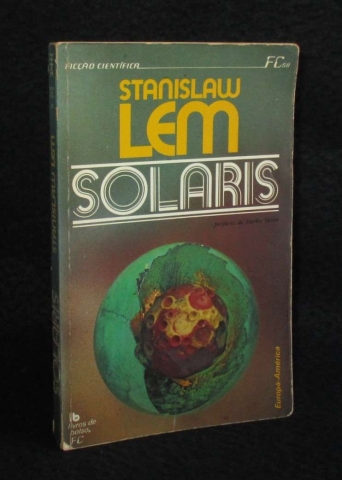 FICÇÃO CIENTÍFICA
FC
STANISLAW
LEM
SOLARIS
Europa-América
livros de
bolso
FC